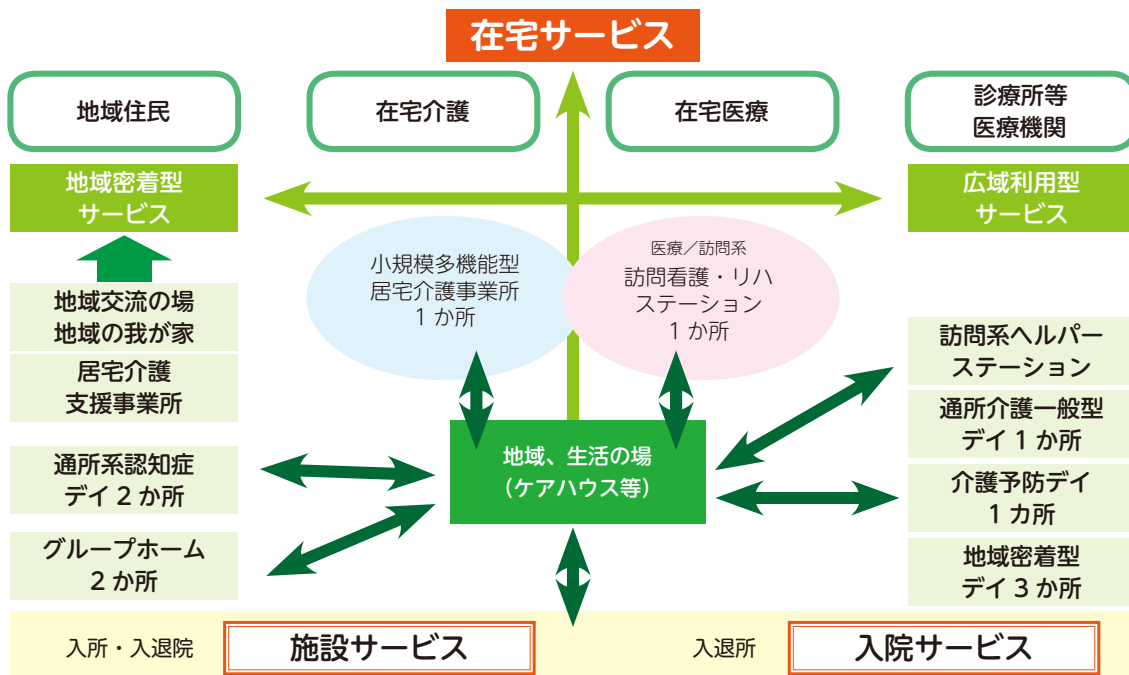 在宅サービス
地域住民
在宅介護
在宅医療
診療所等
医療機関
地域密着型
サービス
広域利用型
サービス
小規模多機能型
居宅介護事業所
1 か所
医療／訪問系
訪問看護・リハ
ステーション
1 か所
地域交流の場
地域の我が家
居宅介護
支援事業所
通所系認知症
デイ 2 か所
グループホーム
2 か所
地域、生活の場
（ケアハウス等）
訪問系ヘルパー
ステーション
通所介護一般型
デイ 1 か所
介護予防デイ
1 カ所
地域密着型
デイ 3 か所
入所・入退院
施設サービス
入退所
入院サービス